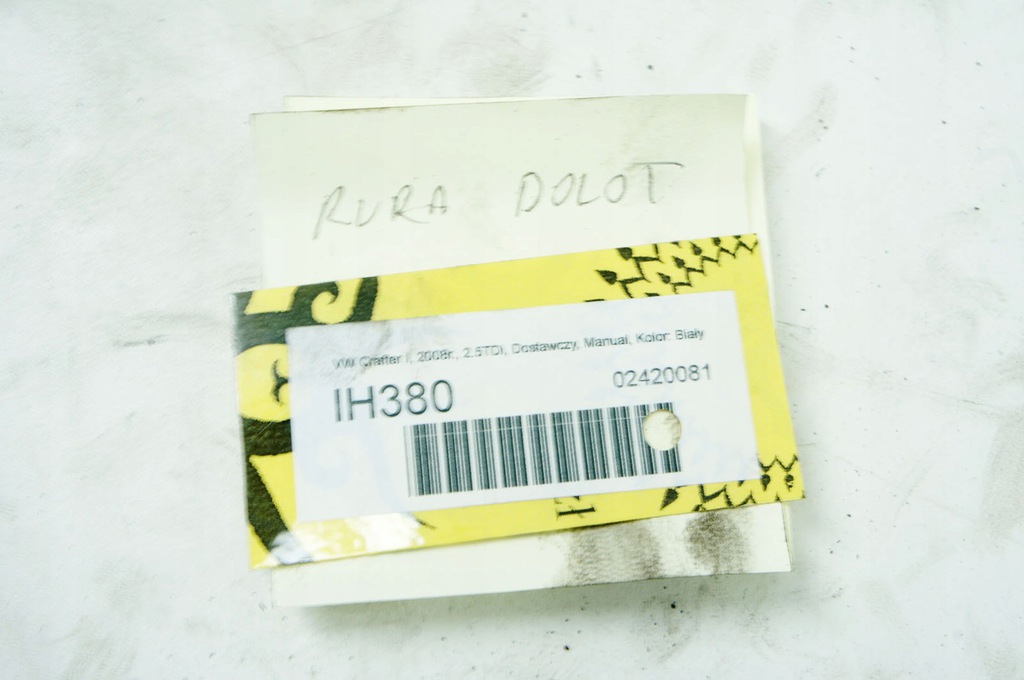 RURA DOLOT
VW Crafter I, 2008r., 2.5TDI, Dostawczy, Manual, Kolor: Biały
02420081
IH380